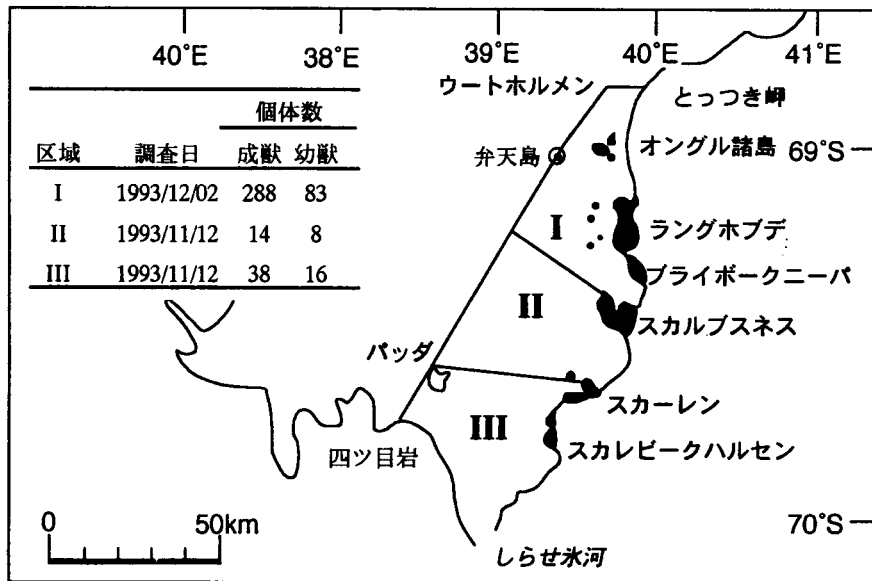 40°E 38°E 39°E 40°E 41°E
ウートホルメン
とっつき岬
個体数
区域 調査日 成獣 幼獣
I 1993/12/02 288 83
II 1993/11/12 14 8
III 1993/11/12 38 16
弁天島
オングル諸島
69°S
I
ラングホブデ
ブライボークニーパ
II
スカルブスネス
パッダ
スカーレン
III
四ツ目岩
スカレビークハルセン
0 50km
70°S
しらせ氷河